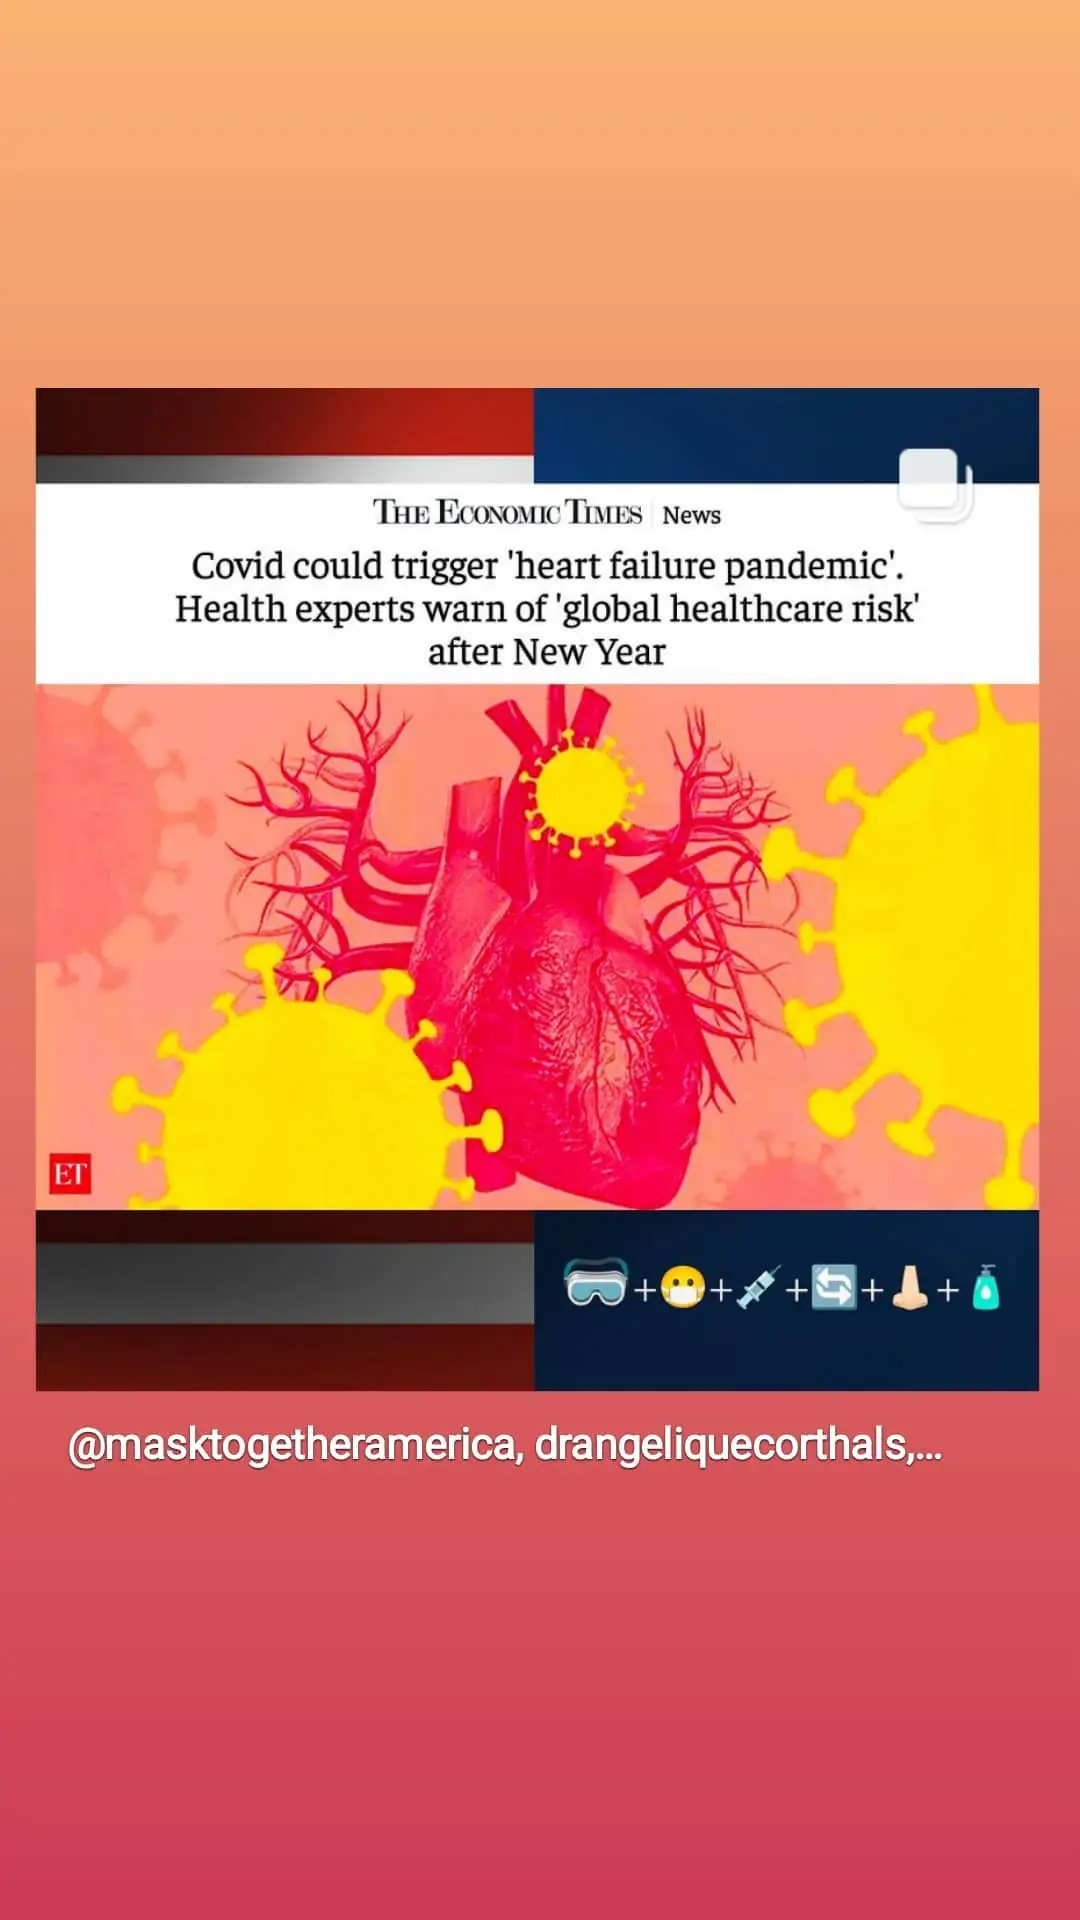 THE ECONOMIC TIMES | News
Covid could trigger 'heart failure pandemic'.
Health experts warn of 'global healthcare risk'
after New Year
ET
🥽+😷+💉+🔄+👃🏻+🧴
@masktogetheramerica, drangeliquecorthals,...